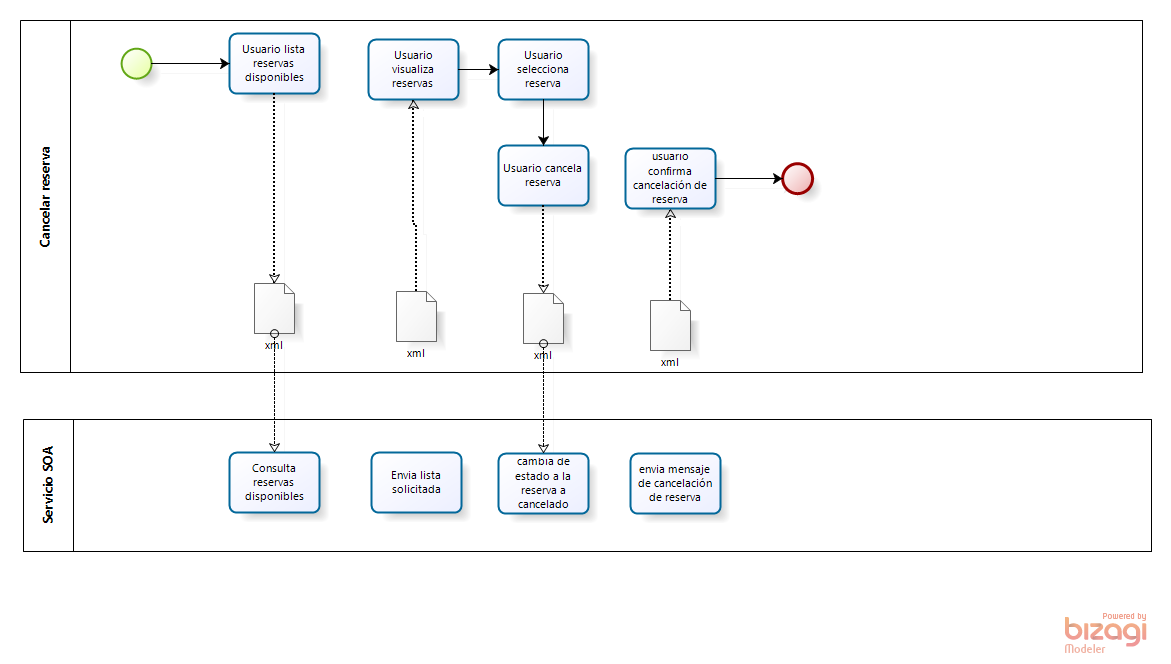 Cancelar reserva
Usuario lista
reservas
disponibles
Usuario
visualiza
reservas
Usuario
selecciona
reserva
Usuario cancela
reserva
usuario
confirma
cancelación de
reserva
xml
xml
xml
xml
Servicio SOA
Consulta
reservas
disponibles
Envia lista
solicitada
cambia de
estado a la
reserva a
cancelado
envia mensaje
de cancelación
de reserva
Powered by
bizagi
Modeler